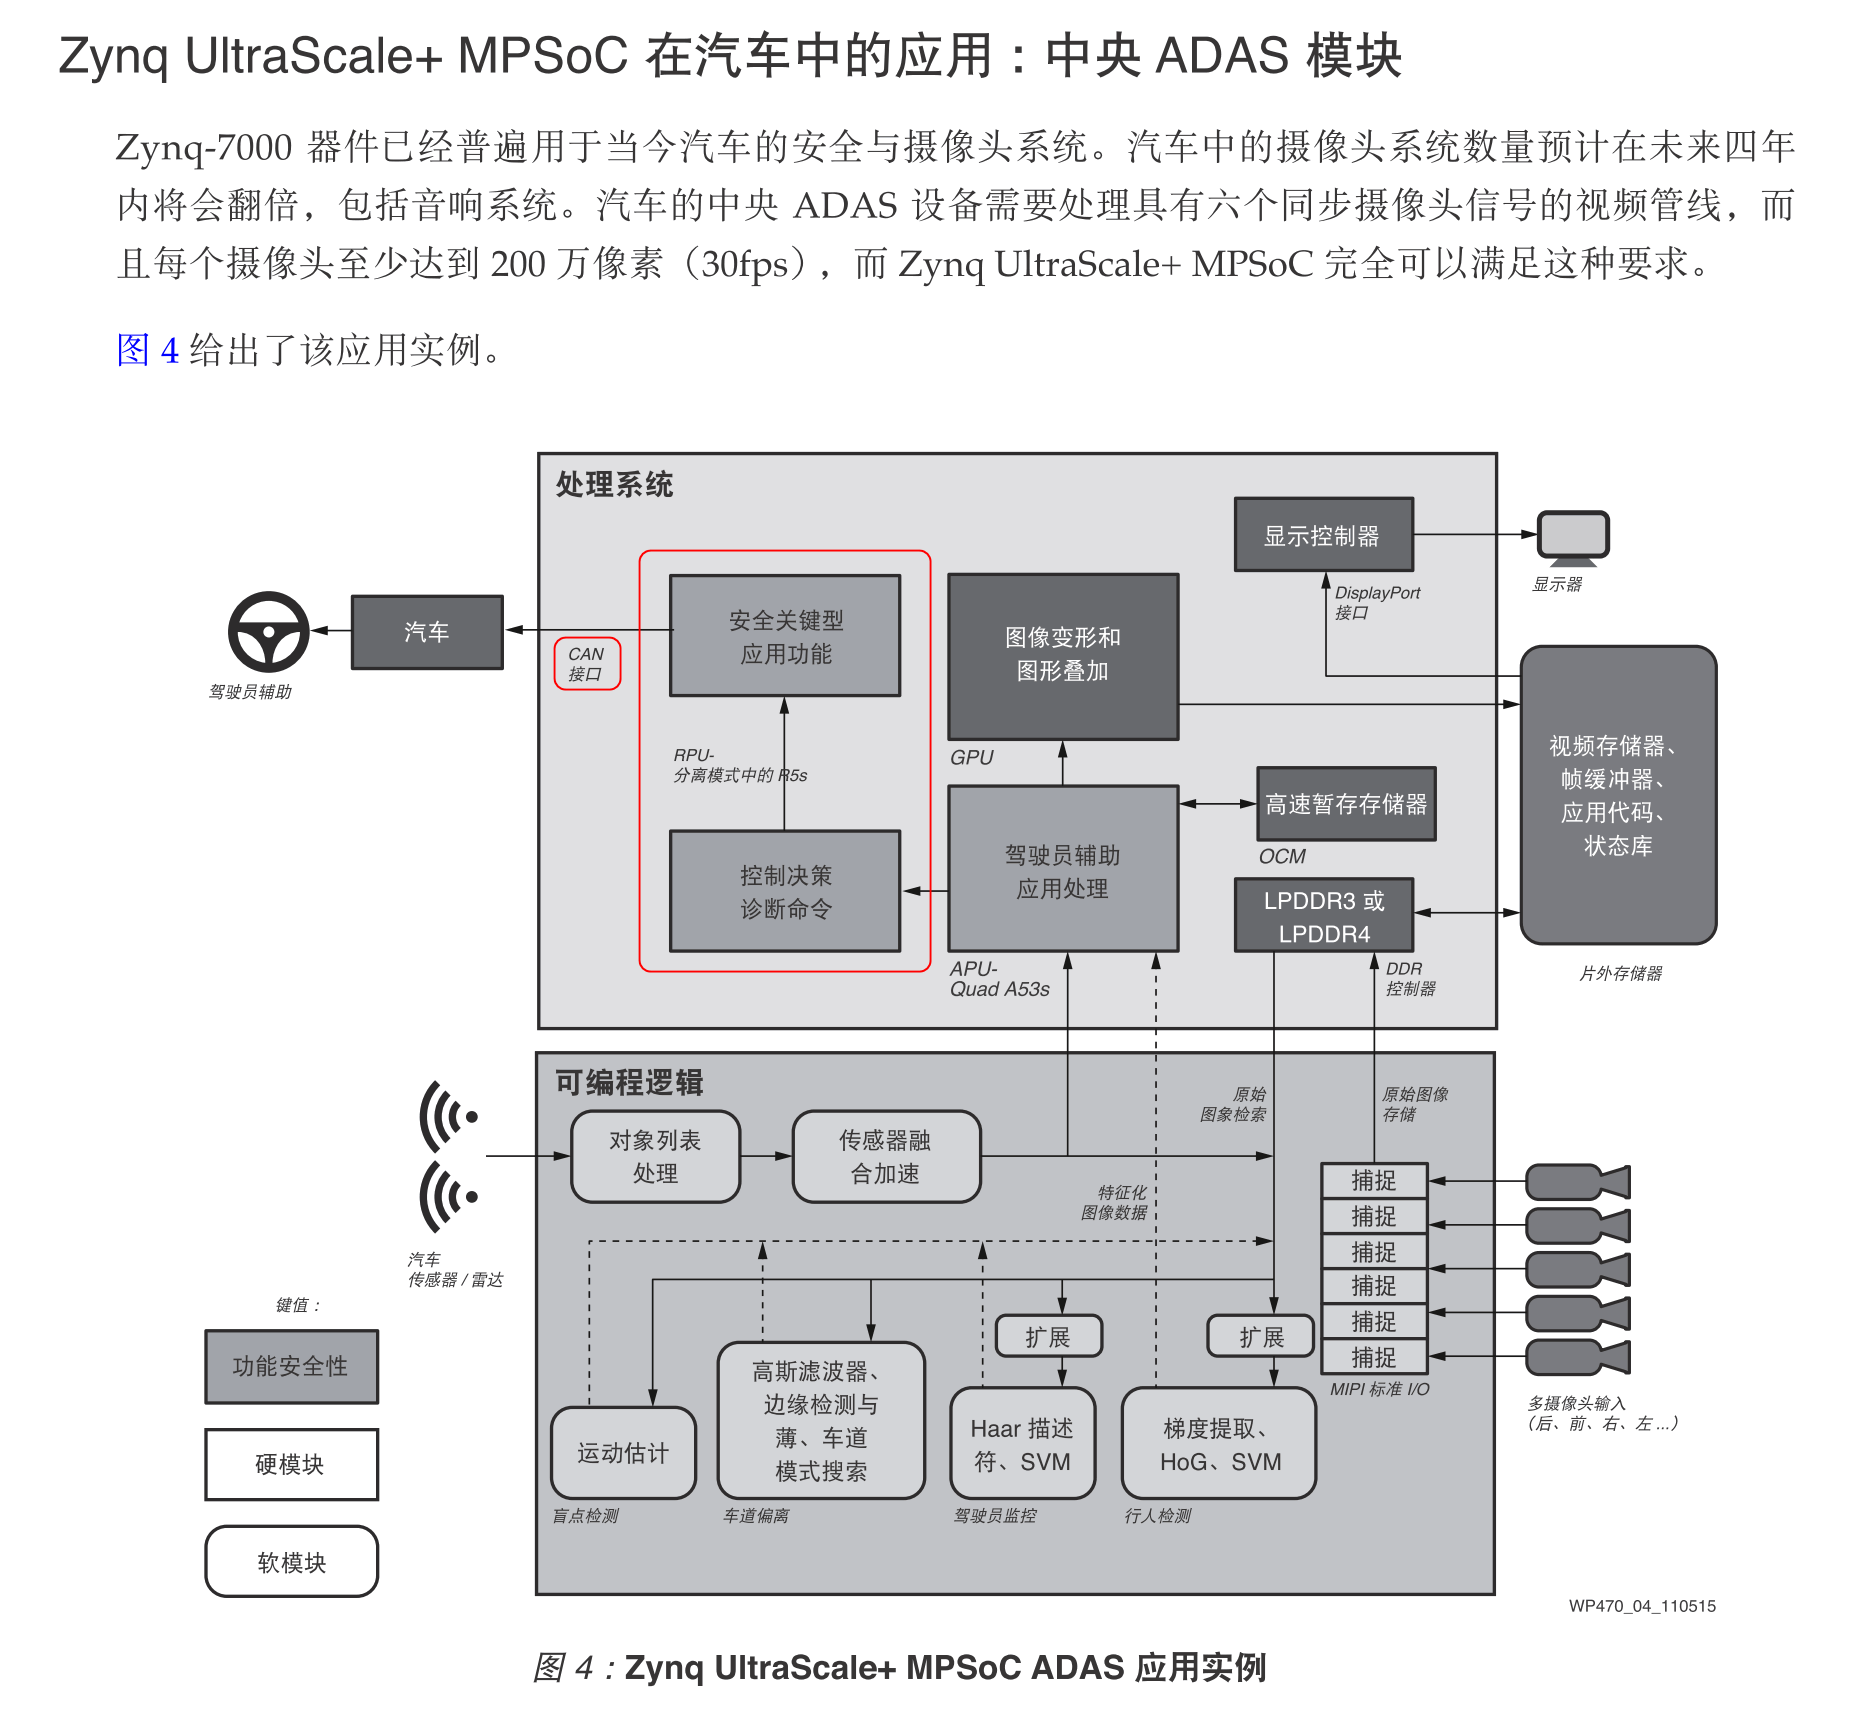 Zynq UltraScale+ MPSoC 在汽车中的应用：中央 ADAS 模块
Zynq-7000 器件已经普遍用于当今汽车的安全与摄像头系统。汽车中的摄像头系统数量预计在未来四年
内将会翻倍，包括音响系统。汽车的中央 ADAS 设备需要处理具有六个同步摄像头信号的视频管线，而
且每个摄像头至少达到 200 万像素（30fps），而 Zynq UltraScale+ MPSoC 完全可以满足这种要求。
图 4 给出了该应用实例。
处理系统
显示控制器
显示器
DisplayPort
接口
驾驶员辅助
汽车
CAN
接口
安全关键型
应用功能
RPU-
分离模式中的 R5s
控制决策
诊断命令
图像变形和
图形叠加
GPU
驾驶员辅助
应用处理
APU-
Quad A53s
高速暂存存储器
OCM
LPDDR3 或
LPDDR4
DDR
控制器
视频存储器、
帧缓冲器、
应用代码、
状态库
片外存储器
可编程逻辑
汽车
传感器 / 雷达
对象列表
处理
传感器融
合加速
原始
图象检索
原始图像
存储
特征化
图像数据
捕捉
捕捉
捕捉
捕捉
捕捉
捕捉
MIPI 标准 I/O
多摄像头输入
（后、前、右、左 ...）
扩展
扩展
运动估计
盲点检测
高斯滤波器、
边缘检测与
薄、车道
模式搜索
车道偏离
Haar 描述
符、SVM
驾驶员监控
梯度提取、
HoG、SVM
行人检测
键值：
功能安全性
硬模块
软模块
WP470_04_110515
图 4：Zynq UltraScale+ MPSoC ADAS 应用实例